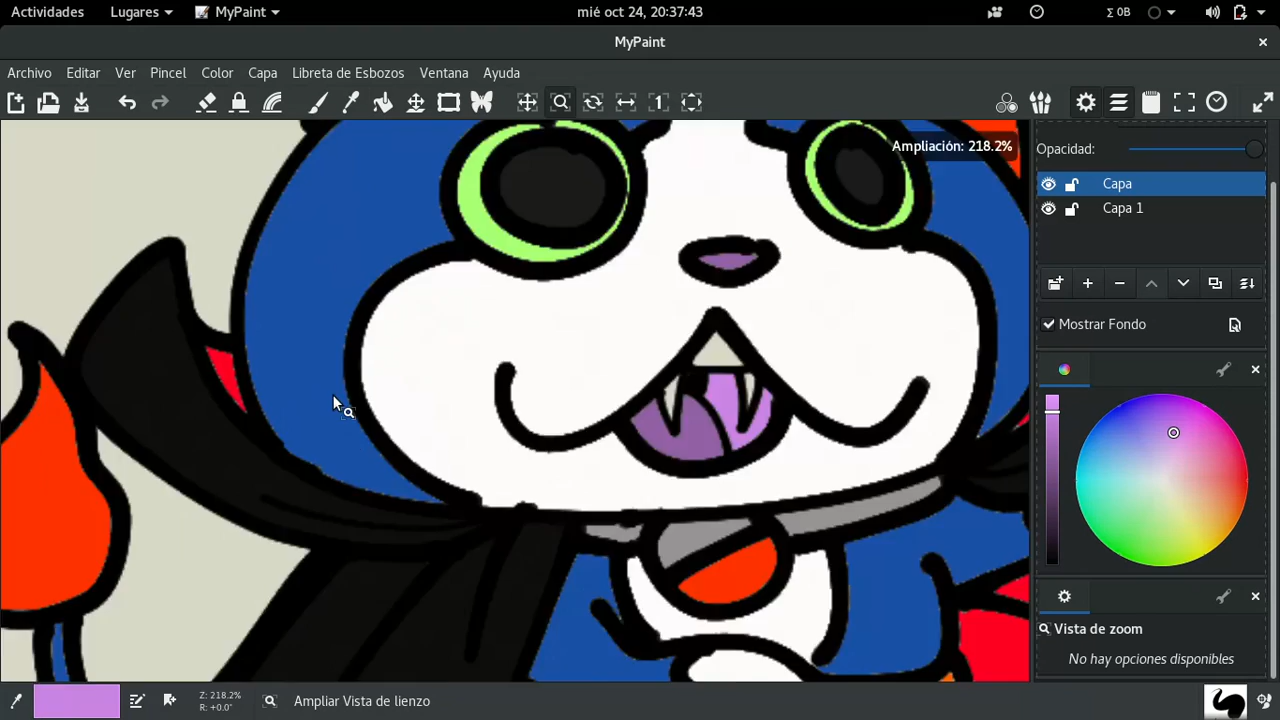 Actividades Lugares MyPaint mié oct 24, 20:37:43 Σ 0B
MyPaint
Archivo Editar Ver Pincel Color Capa Libreta de Esbozos Ventana Ayuda
Ampliación: 218.2%
Opacidad:
Capa
Capa 1
Mostrar Fondo
Vista de zoom
No hay opciones disponibles
Z: 218.2%
R: +0.0°
Ampliar Vista de lienzo